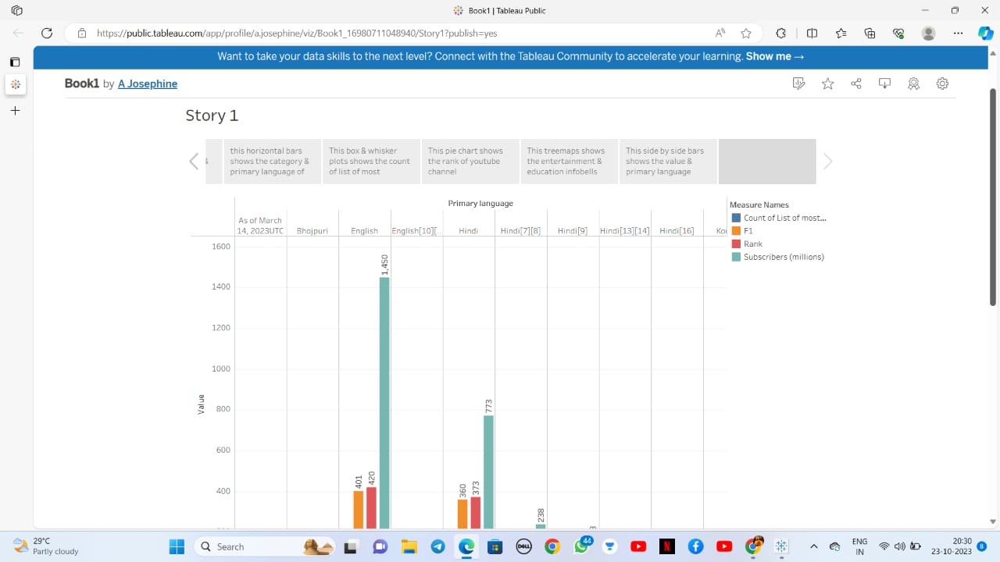 Book1 | Tableau Public
https://public.tableau.com/app/profile/a.josephine/viz/Book1_16980711048940/Story1?publish=yes
Want to take your data skills to the next level? Connect with the Tableau Community to accelerate your learning. Show me →
Book1 by A Josephine
Story 1
&
this horizontal bars
shows the category &
primary language of
This box & whisker
plots shows the count
of list of most
This pie chart shows
the rank of youtube
channel
This treemaps shows
the entertainment &
education infobells
This side by side bars
shows the value &
primary language
Primary language
As of March
14, 2023UTC
Bhojpuri
English
English[10][..
Hindi
Hindi[7][8]
Hindi[9]
Hindi[13][14]
Hindi[16]
Measure Names
Count of List of most...
F1
Rank
Subscribers (millions)
Value
1600
1400
1200
1000
800
600
400
401
420
1,450
360
373
773
238
29°C
Partly cloudy
Search
DELL
44
N
ENG
IN
20:30
23-10-2023
8